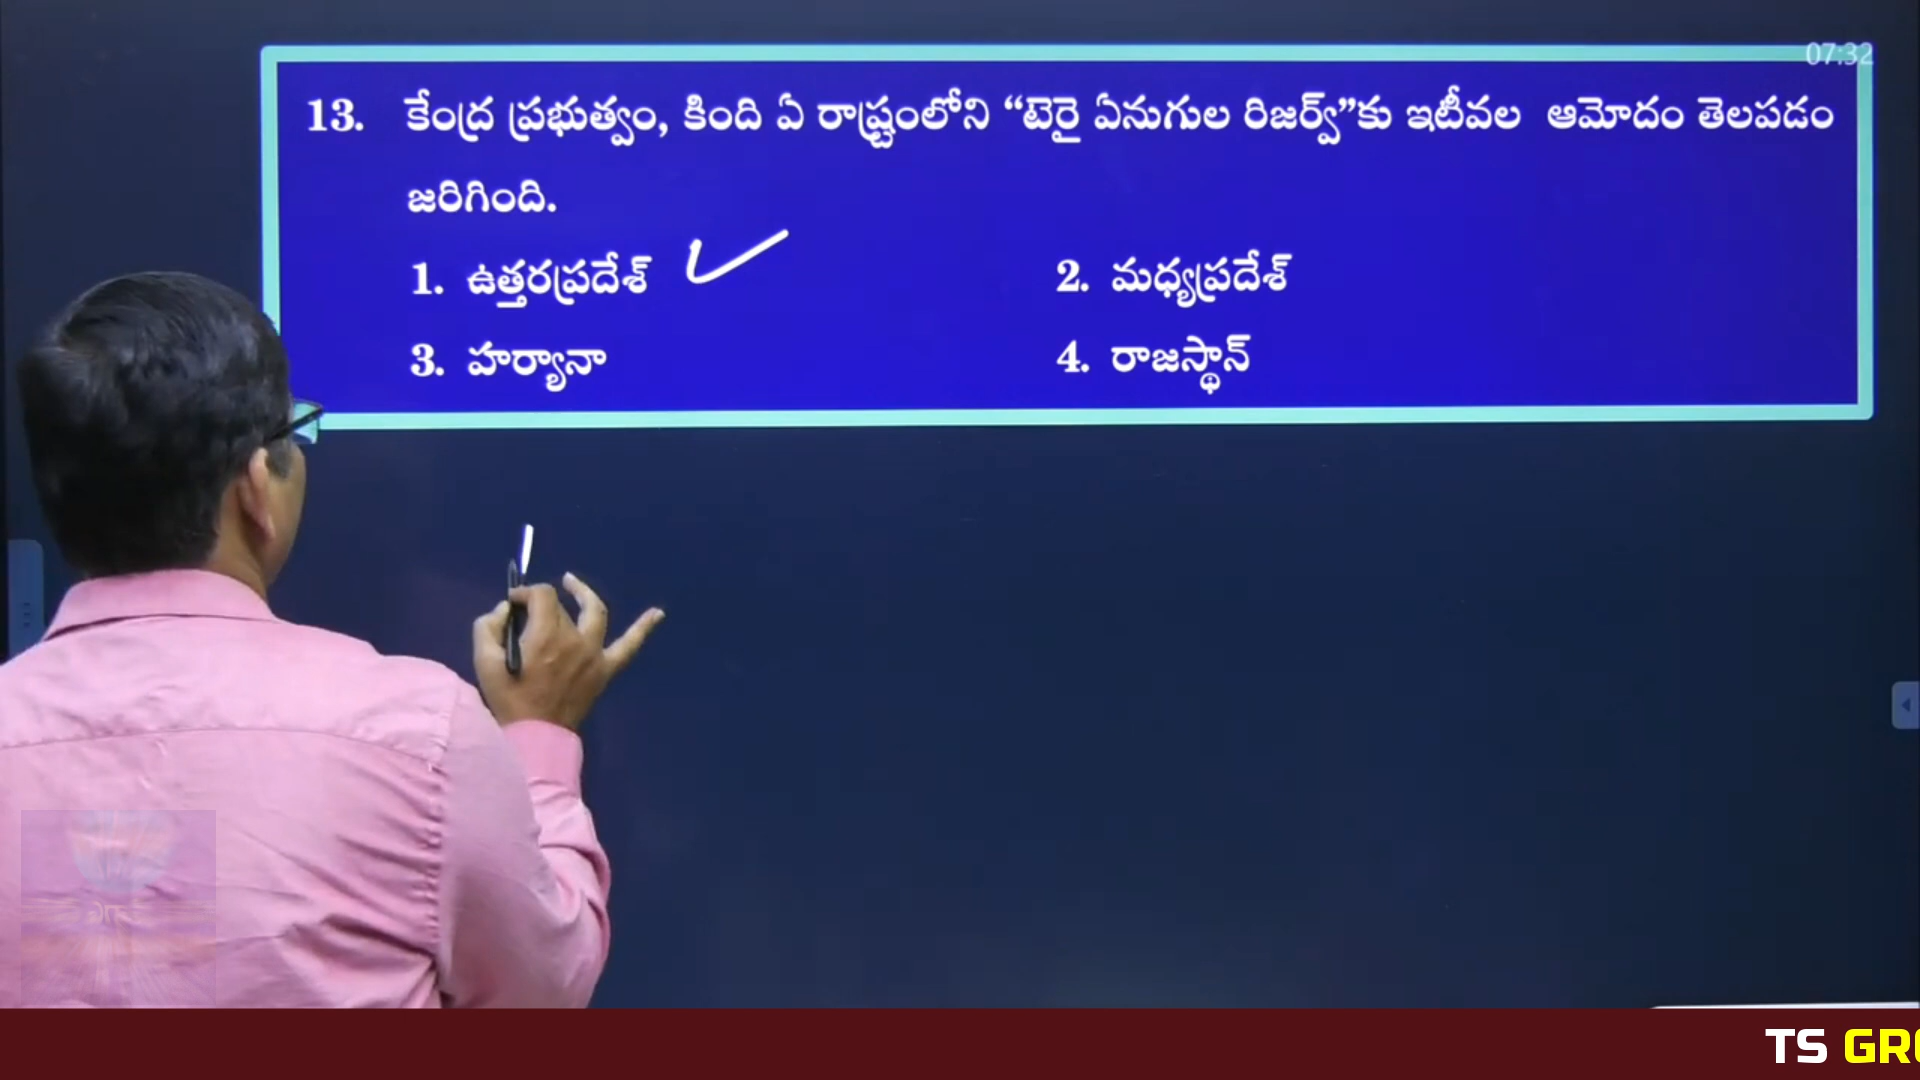 07:32
13. కేంద్ర ప్రభుత్వం, కింది ఏ రాష్ట్రంలోని “టెరై ఏనుగుల రిజర్వ్”కు ఇటీవల ఆమోదం తెలపడం
జరిగింది.
1. ఉత్తరప్రదేశ్ 2. మధ్యప్రదేశ్
3. హర్యానా 4. రాజస్థాన్
TS